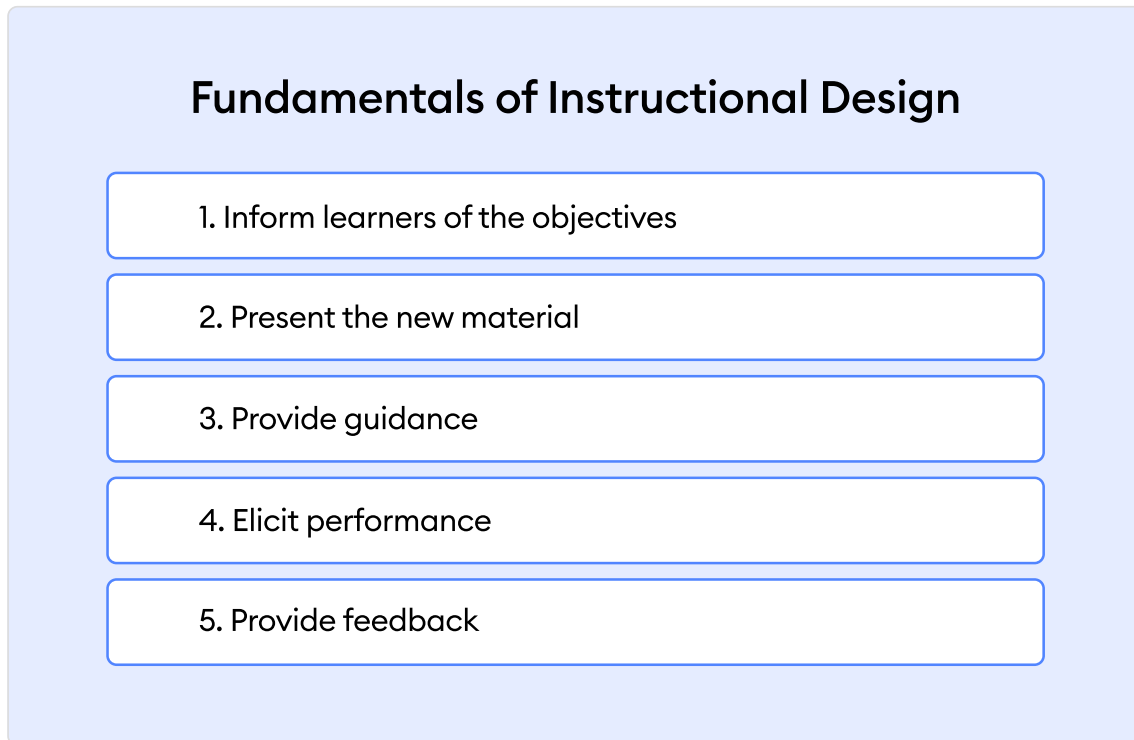 Fundamentals of Instructional Design
1. Inform learners of the objectives
2. Present the new material
3. Provide guidance
4. Elicit performance
5. Provide feedback